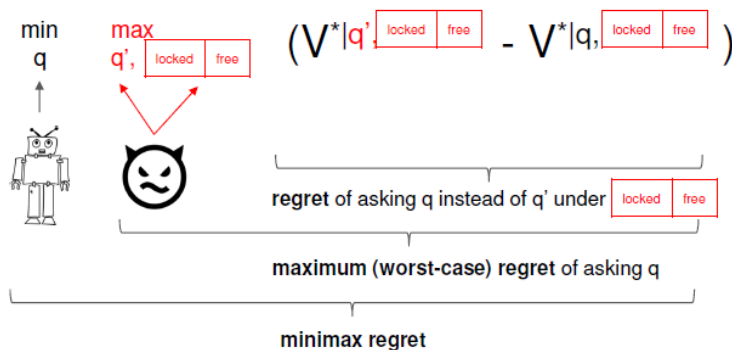 min max (V*|q', locked free - V*|q, locked free )
q q', locked free
regret of asking q instead of q' under locked free
maximum (worst-case) regret of asking q
minimax regret